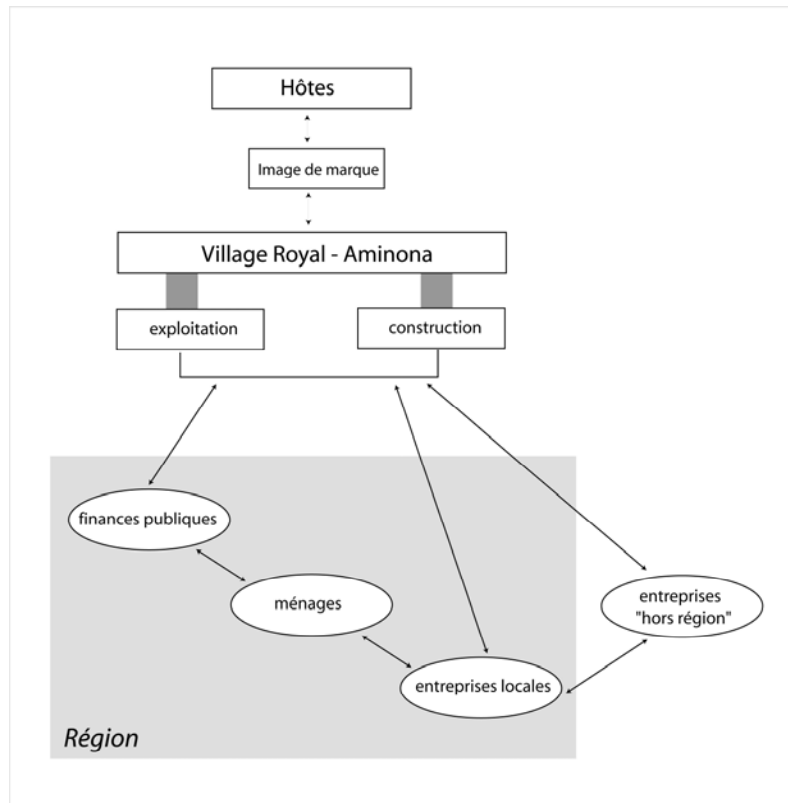 Hôtes
Image de marque
Village Royal - Aminona
exploitation
construction
finances publiques
ménages
entreprises
"hors région"
entreprises locales
Région